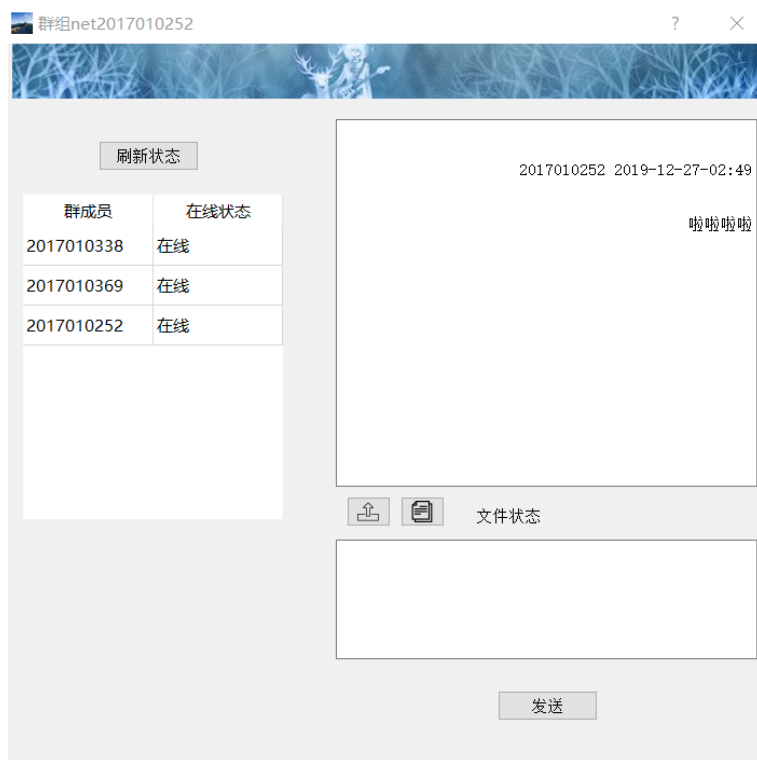 群组net2017010252
刷新状态
群成员 在线状态
2017010338 在线
2017010369 在线
2017010252 在线
2017010252 2019-12-27-02:49
啦啦啦啦
文件状态
发送